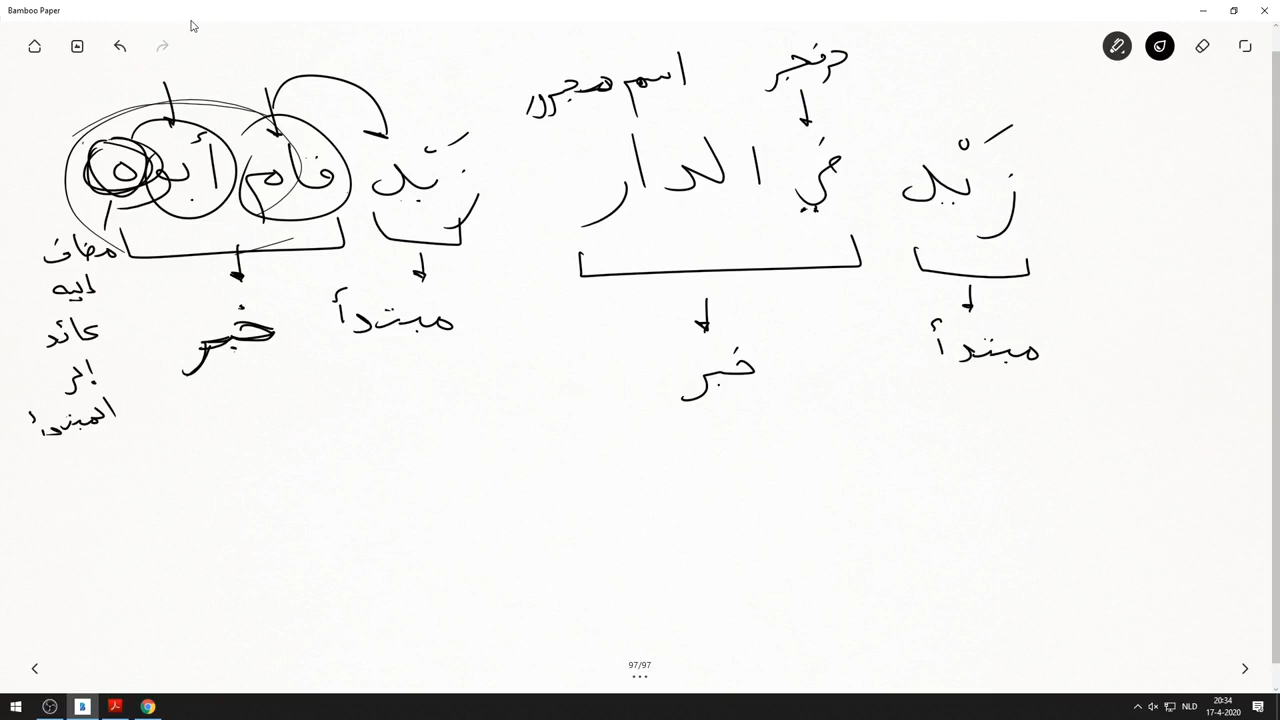 Bamboo Paper
حرف جر
اسم مجرور
زَيْد في الدار
مبتدأ
خبر
زَيْد قام أبوه
مبتدأ
خبر
مضاف
إليه
عائد
إلى
المبتدأ
97/97
NLD
20:34
17-4-2020